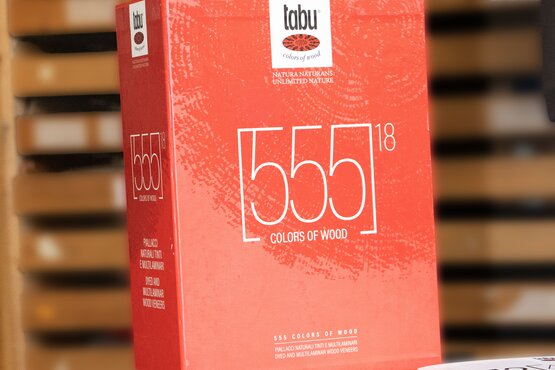 tabu
colors of wood
NATURA NATURANS
UNLIMITED NATURE
[555]18
COLORS OF WOOD
555 COLORS OF WOOD
PIALLACCI NATURALI TINTI E MULTILAMINARI
DYED AND MULTILAMINAR WOOD VENEERS
tabu
[555]18
COLORS OF WOOD
PIALLACCI
NATURALI TINTI
E MULTILAMINARI
DYED AND
MULTILAMINAR
WOOD VENEERS